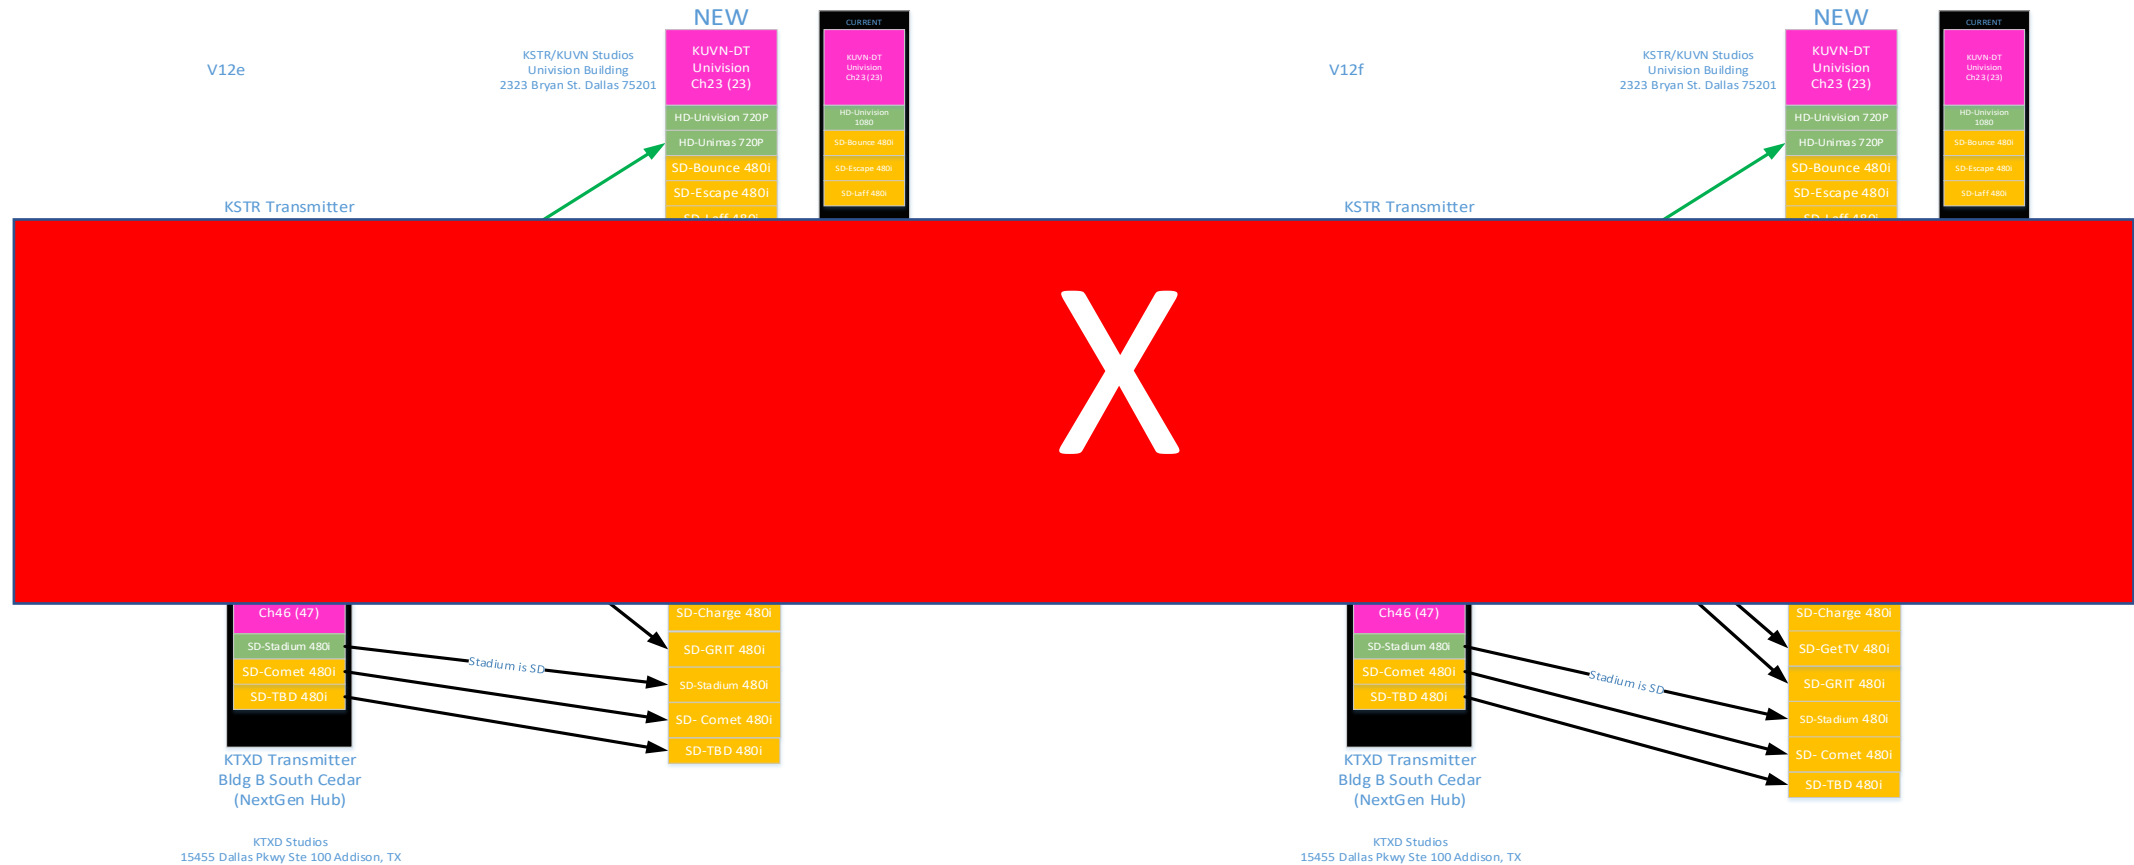 V12e
KSTR/KUVN Studios
Univision Building
2323 Bryan St. Dallas 75201
NEW
KUVN-DT
Univision
Ch23 (23)
HD-Univision 720P
HD-Unimas 720P
SD-Bounce 480i
SD-Escape 480i
SD-Laff 480i
CURRENT
KUVN-DT
Univision
Ch23 (23)
HD-Univision
1080
SD-Bounce 480i
SD-Escape 480i
SD-Laff 480i
KSTR Transmitter
V12f
KSTR/KUVN Studios
Univision Building
2323 Bryan St. Dallas 75201
NEW
KUVN-DT
Univision
Ch23 (23)
HD-Univision 720P
HD-Unimas 720P
SD-Bounce 480i
SD-Escape 480i
SD-Laff 480i
CURRENT
KUVN-DT
Univision
Ch23 (23)
HD-Univision
1080
SD-Bounce 480i
SD-Escape 480i
SD-Laff 480i
KSTR Transmitter
X
Ch46 (47)
SD-Stadium 480i
SD-Comet 480i
SD-TBD 480i
Stadium is SD
SD-Charge 480i
SD-GRIT 480i
SD-Stadium 480i
SD- Comet 480i
SD-TBD 480i
KTXD Transmitter
Bldg B South Cedar
(NextGen Hub)
KTXD Studios
15455 Dallas Pkwy Ste 100 Addison, TX
Ch46 (47)
SD-Stadium 480i
SD-Comet 480i
SD-TBD 480i
Stadium is SD
SD-Charge 480i
SD-GetTV 480i
SD-GRIT 480i
SD-Stadium 480i
SD- Comet 480i
SD-TBD 480i
KTXD Transmitter
Bldg B South Cedar
(NextGen Hub)
KTXD Studios
15455 Dallas Pkwy Ste 100 Addison, TX